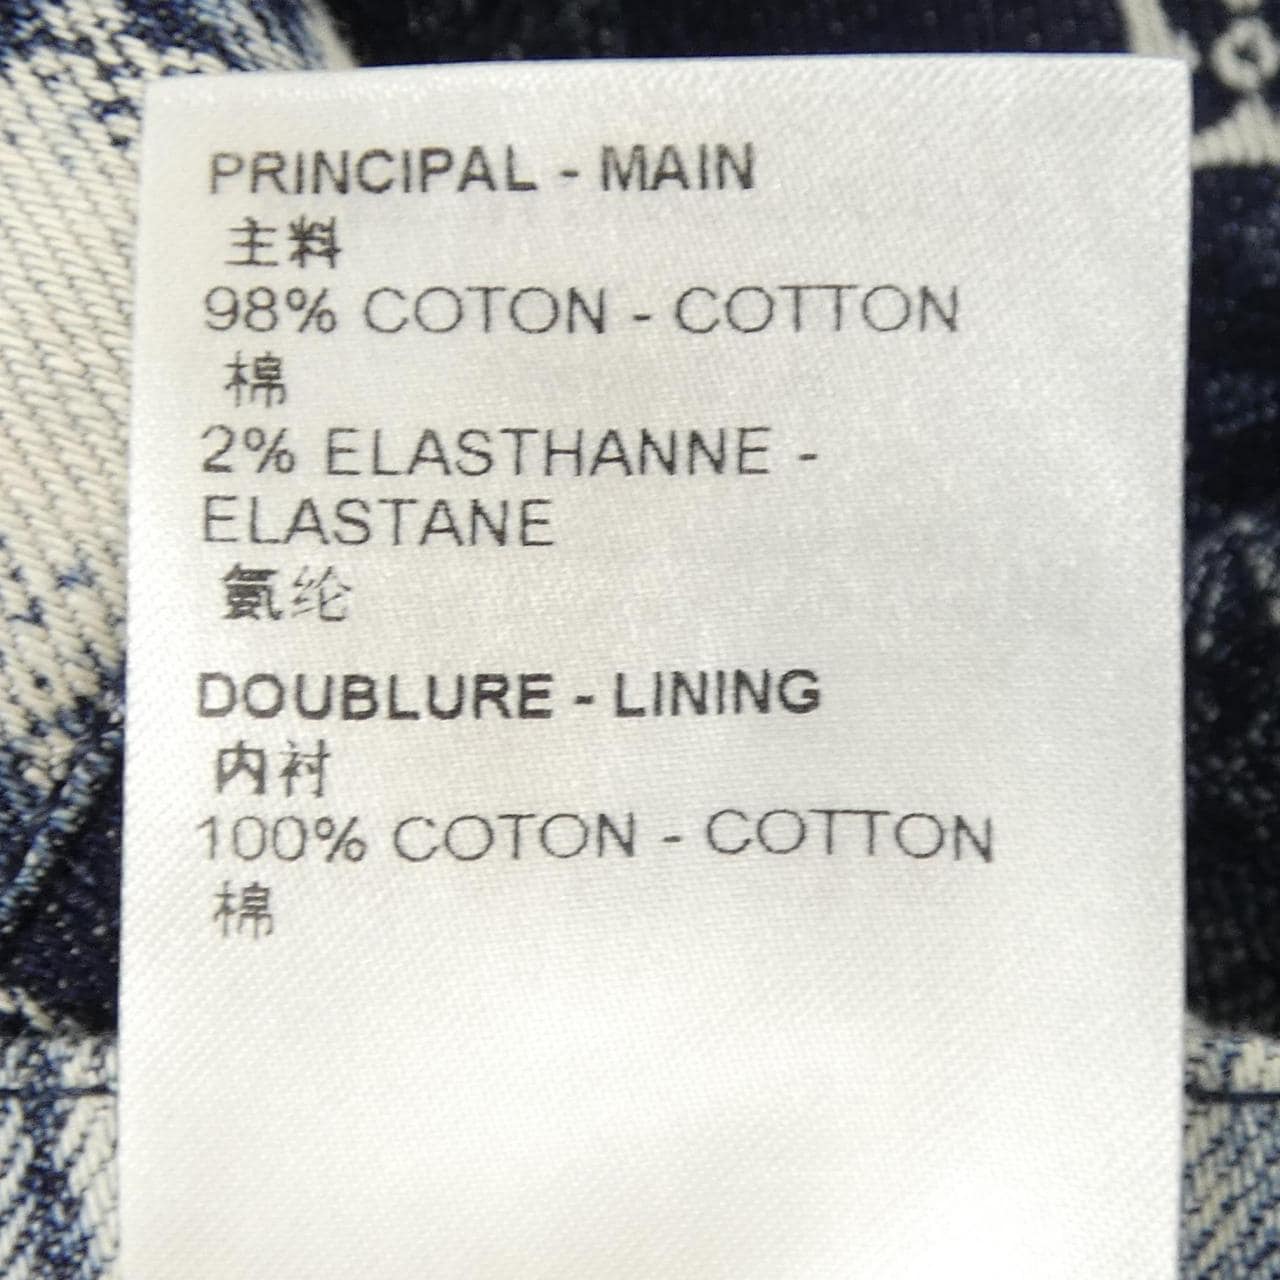 PRINCIPAL - MAIN
主料
98% COTON - COTTON
棉
2% ELASTHANNE -
ELASTANE
氨纶
DOUBLURE - LINING
内衬
100% COTON - COTTON
棉